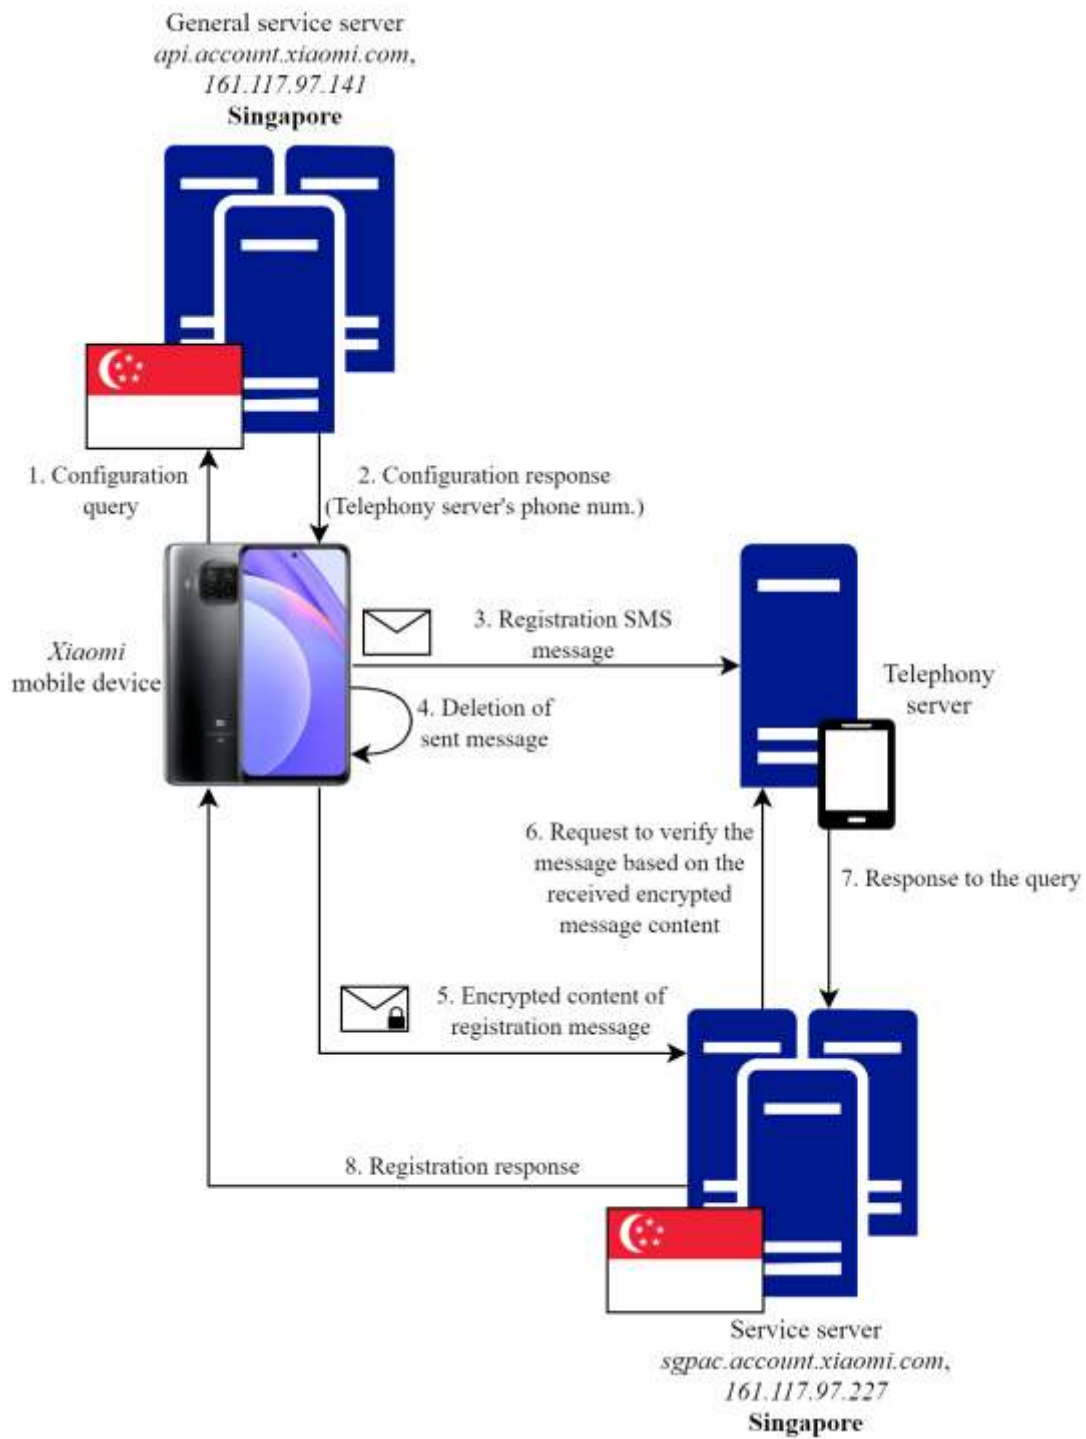 General service server
api.account.xiaomi.com,
161.117.97.141
Singapore
1. Configuration
query
2. Configuration response
(Telephony server's phone num.)
Xiaomi
mobile device
3. Registration SMS
message
4. Deletion of
sent message
Telephony
server
6. Request to verify the
message based on the
received encrypted
message content
7. Response to the query
5. Encrypted content of
registration message
8. Registration response
Service server
sgpac.account.xiaomi.com,
161.117.97.227
Singapore